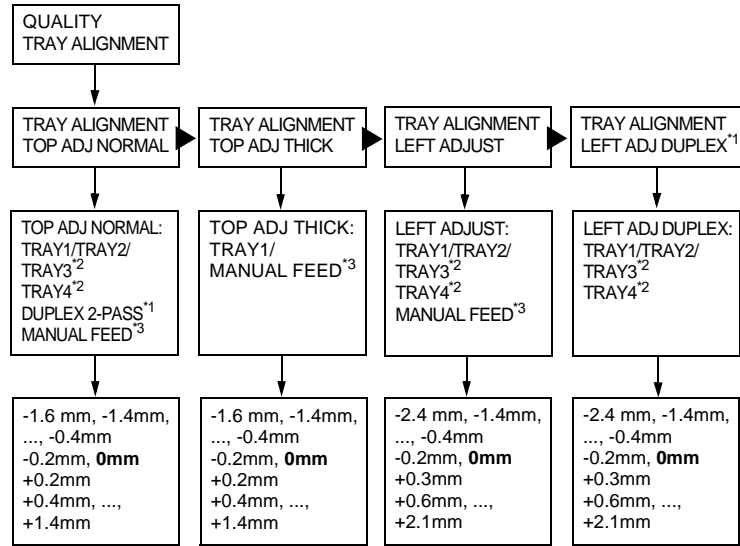 QUALITY
TRAY ALIGNMENT
TRAY ALIGNMENT
TOP ADJ NORMAL
TRAY ALIGNMENT
TOP ADJ THICK
TRAY ALIGNMENT
LEFT ADJUST
TRAY ALIGNMENT
LEFT ADJ DUPLEX*1
TOP ADJ NORMAL:
TRAY1/TRAY2/
TRAY3*2
TRAY4*2
DUPLEX 2-PASS*1
MANUAL FEED*3
TOP ADJ THICK:
TRAY1/
MANUAL FEED*3
LEFT ADJUST:
TRAY1/TRAY2/
TRAY3*2
TRAY4*2
MANUAL FEED*3
LEFT ADJ DUPLEX:
TRAY1/TRAY2/
TRAY3*2
TRAY4*2
-1.6 mm, -1.4mm,
..., -0.4mm
-0.2mm, 0mm
+0.2mm
+0.4mm, ...,
+1.4mm
-1.6 mm, -1.4mm,
..., -0.4mm
-0.2mm, 0mm
+0.2mm
+0.4mm, ...,
+1.4mm
-2.4 mm, -1.4mm,
..., -0.4mm
-0.2mm, 0mm
+0.3mm
+0.6mm, ...,
+2.1mm
-2.4 mm, -1.4mm,
..., -0.4mm
-0.2mm, 0mm
+0.3mm
+0.6mm, ...,
+2.1mm